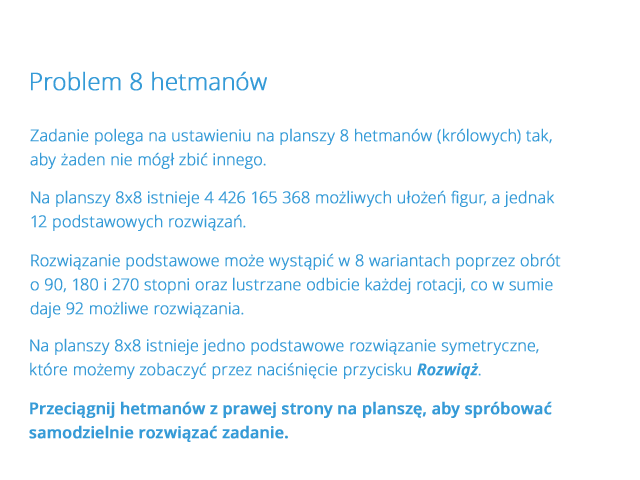 Problem 8 hetmanów
Zadanie polega na ustawieniu na planszy 8 hetmanów (królowych) tak,
aby żaden nie mógł zbić innego.
Na planszy 8x8 istnieje 4 426 165 368 możliwych ułożeń figur, a jednak
12 podstawowych rozwiązań.
Rozwiązanie podstawowe może wystąpić w 8 wariantach poprzez obrót
o 90, 180 i 270 stopni oraz lustrzane odbicie każdej rotacji, co w sumie
daje 92 możliwe rozwiązania.
Na planszy 8x8 istnieje jedno podstawowe rozwiązanie symetryczne,
które możemy zobaczyć przez naciśnięcie przycisku Rozwiąż.
Przeciągnij hetmanów z prawej strony na planszę, aby spróbować
samodzielnie rozwiązać zadanie.